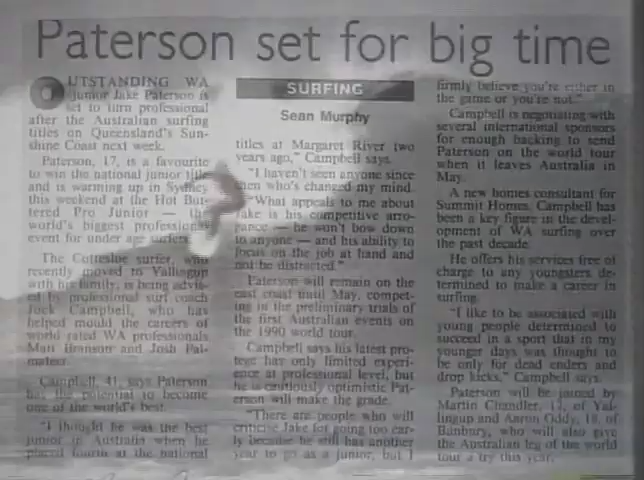 Paterson set for big time
OUTSTANDING WA
junior Jake Paterson is
set to turn professional
after the Australian surfing
titles on Queensland's Sun-
shine Coast next week.
Paterson, 17, is a favourite
to win the national junior title
and is warming up in Sydney
this weekend at the Hot But-
tered Pro Junior — the
world's biggest professional
event for under age surfers.
The Cottesloe surfer, who
recently moved to Yallingup
with his family, is being advis-
ed by professional surf coach
Jock Campbell, who has
helped mould the careers of
world rated WA professionals
Matt Branson and Josh Pal-
mateer.
Campbell, 41, says Paterson
has the potential to become
one of the world's best.
"I thought he was the best
junior in Australia when he
placed fourth at the national
SURFING
Sean Murphy
titles at Margaret River two
years ago," Campbell says.
"I haven't seen anyone since
then who's changed my mind.
"What appeals to me about
Jake is his competitive arro-
gance — he won't bow down
to anyone — and his ability to
focus on the job at hand and
not be distracted."
Paterson will remain on the
east coast until May, compet-
ing in the preliminary trials of
the first Australian events on
the 1990 world tour.
Campbell says his latest pro-
tege has only limited experi-
ence at professional level, but
he is cautiously optimistic Pat-
erson will make the grade.
"There are people who will
criticise Jake for going too ear-
ly because he still has another
year to go as a junior, but I
firmly believe you're either in
the game or you're not."
Campbell is negotiating with
several international sponsors
for enough backing to send
Paterson on the world tour
when it leaves Australia in
May.
A new homes consultant for
Summit Homes, Campbell has
been a key figure in the devel-
opment of WA surfing over
the past decade.
He offers his services free of
charge to any youngsters de-
termined to make a career in
surfing.
"I like to be associated with
young people determined to
succeed in a sport that in my
younger days was thought to
be only for dead enders and
drop kicks," Campbell says.
Paterson will be joined by
Martin Chandler, 17, of Yal-
lingup and Aaron Oddy, 18, of
Bunbury, who will also give
the Australian leg of the world
tour a try this year.